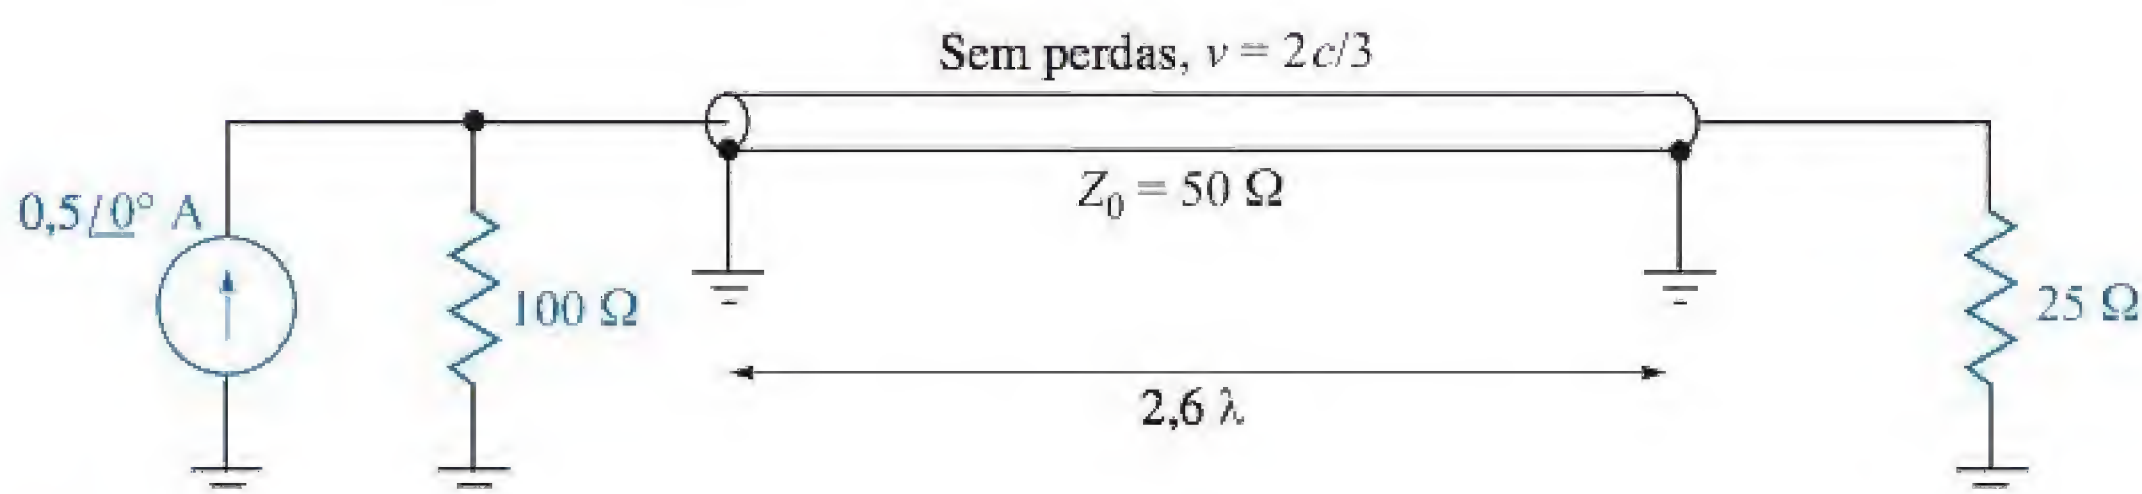 Sem perdas, v = 2c/3
Z₀ = 50 Ω
0,5/0° A
100 Ω
25 Ω
2,6 λ